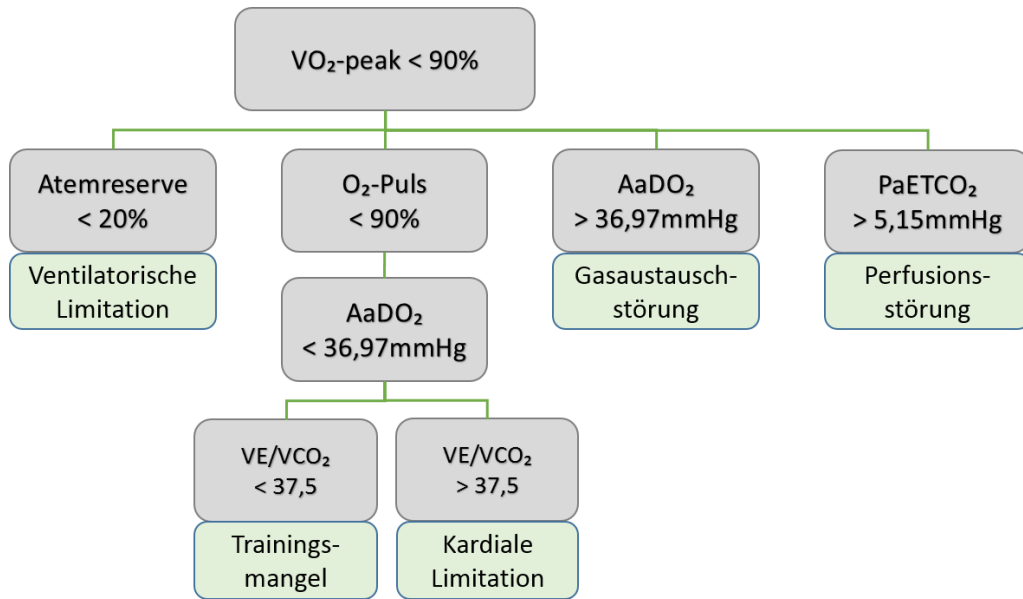 VO₂-peak < 90%
Atemreserve
< 20%
Ventilatorische
Limitation
O₂-Puls
< 90%
AaDO₂
> 36,97mmHg
Gasaustausch-
störung
PaETCO₂
> 5,15mmHg
Perfusions-
störung
AaDO₂
< 36,97mmHg
VE/VCO₂
< 37,5
Trainings-
mangel
VE/VCO₂
> 37,5
Kardiale
Limitation